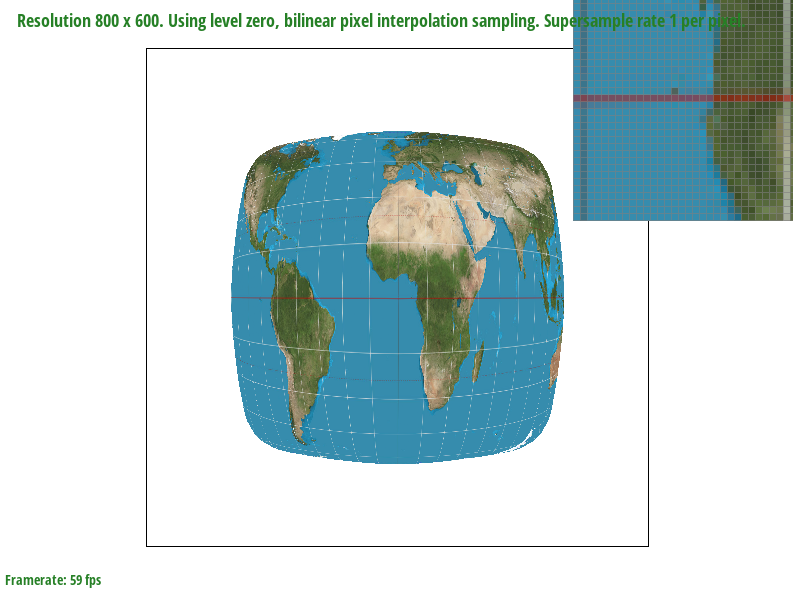 Resolution 800 x 600. Using level zero, bilinear pixel interpolation sampling. Supersample rate 1 per pixel.
Framerate: 59 fps